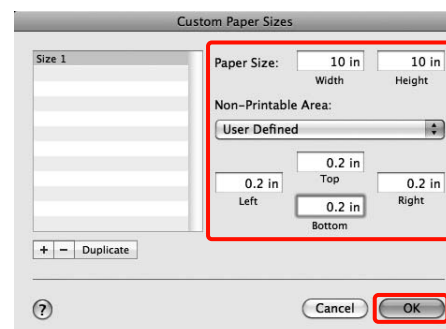 Custom Paper Sizes
Size 1
Paper Size: 10 in 10 in
Width Height
Non-Printable Area:
User Defined
0.2 in
Top
0.2 in 0.2 in
Left Right
0.2 in
Bottom
+ − Duplicate
? Cancel OK